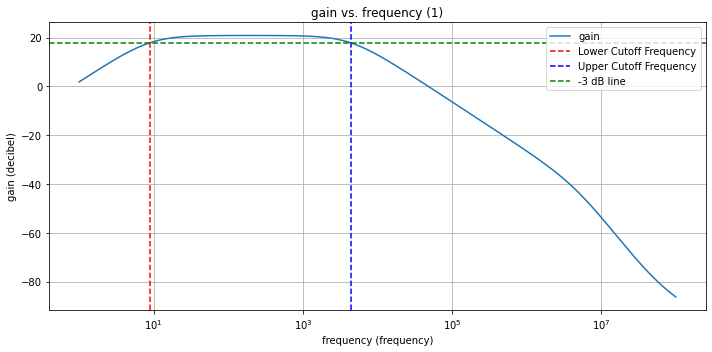 gain vs. frequency (1)
gain (decibel)
20
0
−20
−40
−60
−80
gain
Lower Cutoff Frequency
Upper Cutoff Frequency
-3 dB line
10¹ 10³ 10⁵ 10⁷
frequency (frequency)